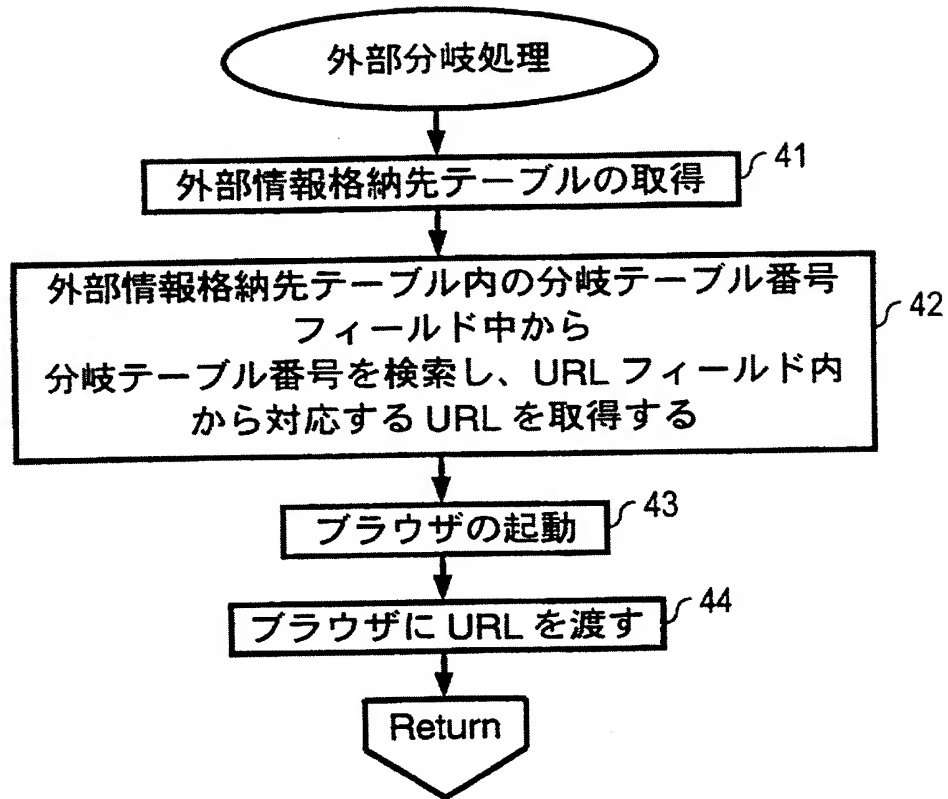 外部分岐処理
外部情報格納先テーブルの取得
41
外部情報格納先テーブル内の分岐テーブル番号
フィールド中から
分岐テーブル番号を検索し、URL フィールド内
から対応する URL を取得する
42
ブラウザの起動
43
ブラウザに URL を渡す
44
Return